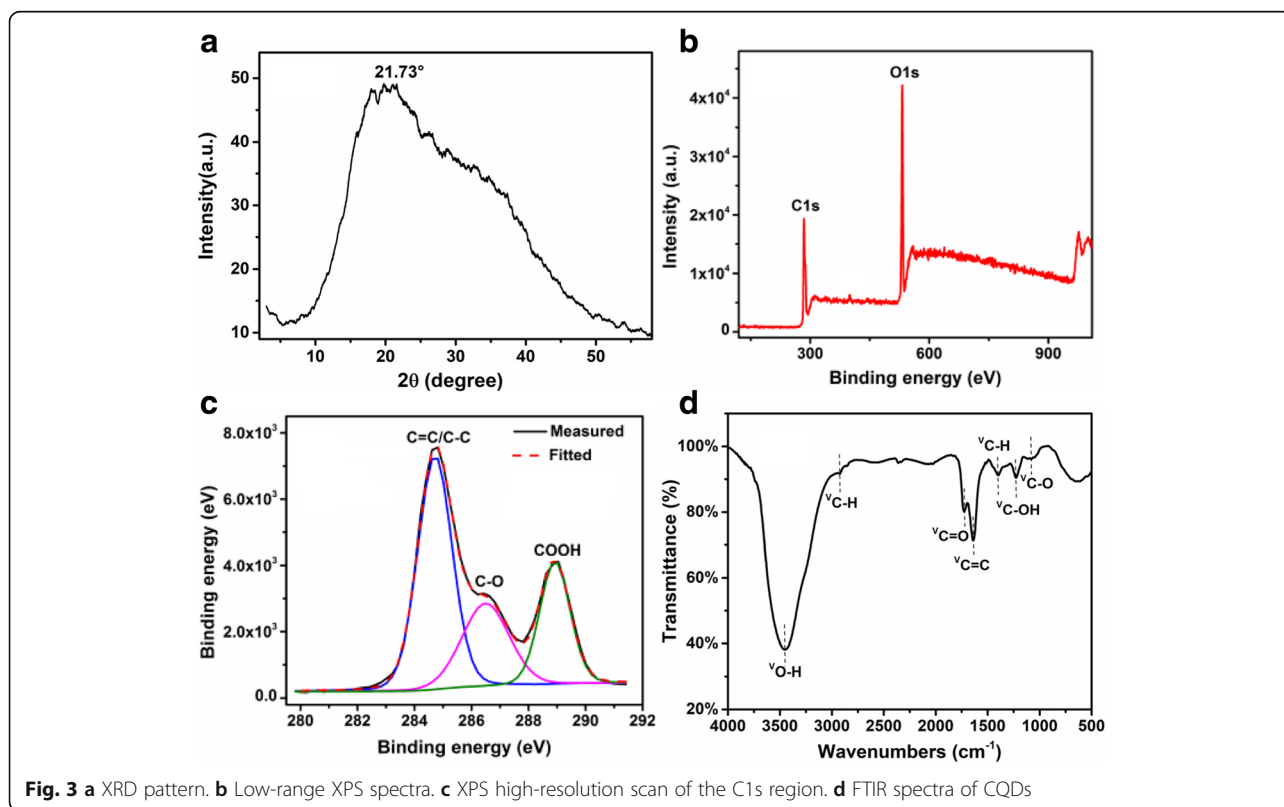 a
21.73°
50
40
30
20
10
Intensity(a.u.)
10 20 30 40 50
2θ (degree)
b
O1s
C1s
4x10⁴
3x10⁴
2x10⁴
1x10⁴
0
Intensity (a.u.)
300 600 900
Binding energy (eV)
c
C=C/C-C
Measured
Fitted
COOH
C-O
8.0x10³
6.0x10³
4.0x10³
2.0x10³
0.0
Binding energy (eV)
280 282 284 286 288 290 292
Binding energy (eV)
d
100%
80%
60%
40%
20%
Transmittance (%)
νC-H
νC-H
νC-O
νC-OH
νC=O
νC=C
νO-H
4000 3500 3000 2500 2000 1500 1000 500
Wavenumbers (cm⁻¹)
Fig. 3 a XRD pattern. b Low-range XPS spectra. c XPS high-resolution scan of the C1s region. d FTIR spectra of CQDs